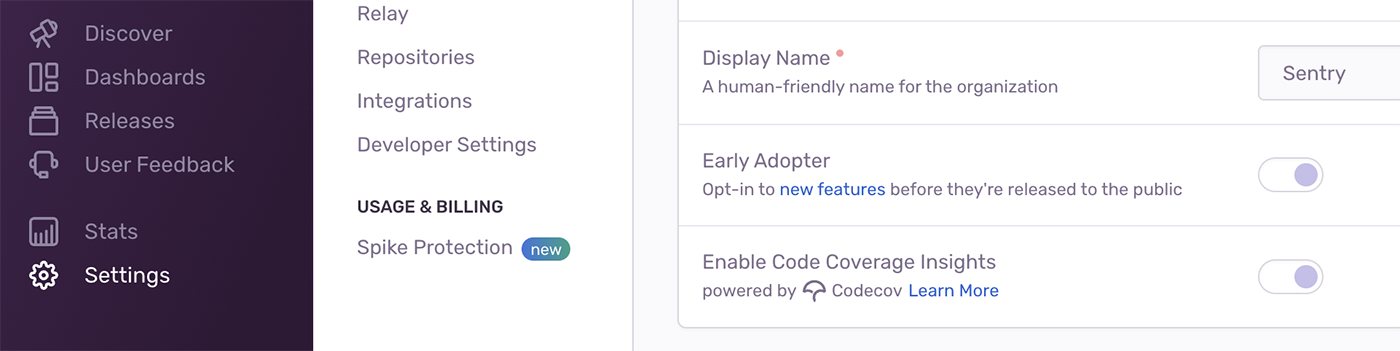 Discover
Dashboards
Releases
User Feedback
Stats
Settings
Relay
Repositories
Integrations
Developer Settings
USAGE & BILLING
Spike Protection new
Display Name
A human-friendly name for the organization
Sentry
Early Adopter
Opt-in to new features before they're released to the public
Enable Code Coverage Insights
powered by Codecov Learn More